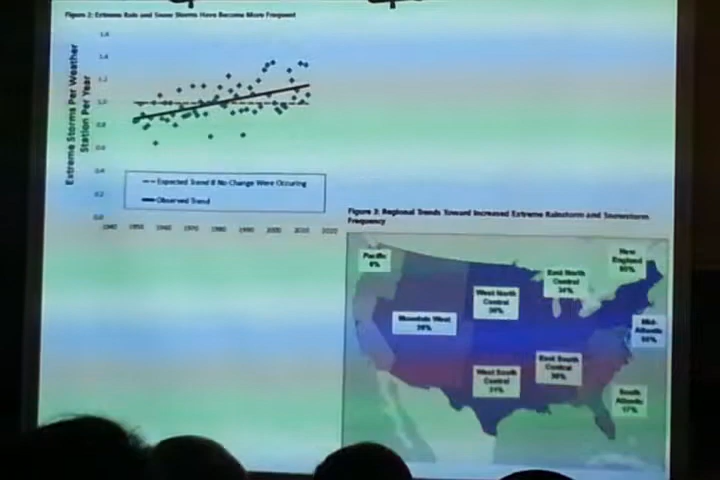 Figure 2: Extreme Rain and Snow Storms Have Become More Frequent
Extreme Storms Per Weather
Station Per Year
1.6
1.4
1.2
1.0
0.8
0.6
0.4
0.2
0.0
1940 1950 1960 1970 1980 1990 2000 2010 2020
Expected Trend if No Change Were Occuring
Observed Trend
Figure 3: Regional Trends Toward Increased Extreme Rainstorm and Snowstorm
Frequency
Pacific
New
England
East North
Central
West North
Central
Mountain West
Mid-
Atlantic
East South
Central
West South
Central
South
Atlantic